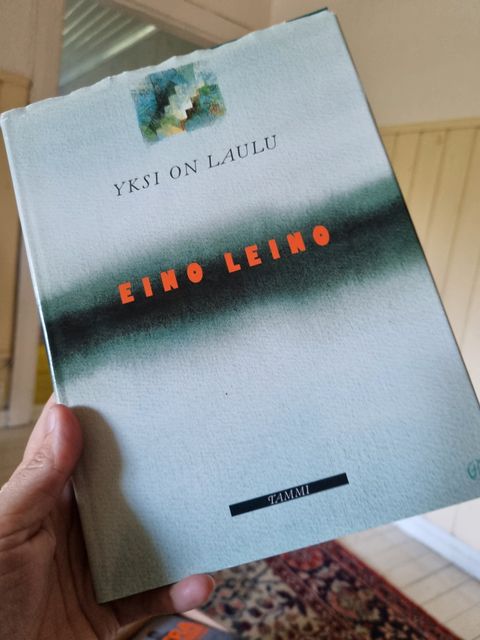 YKSI ON LAULU
EINO LEINO
TAMMI